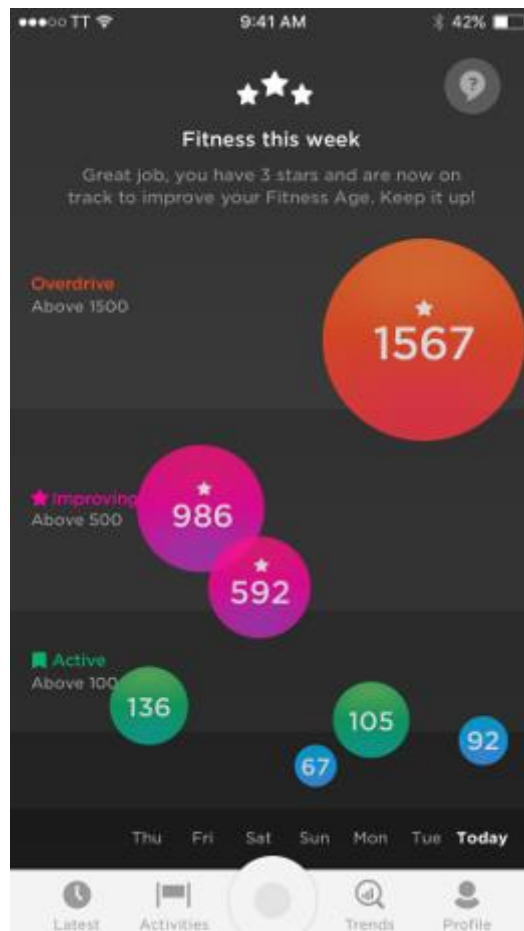 TT 9:41 AM 42%
?
Fitness this week
Great job, you have 3 stars and are now on
track to improve your Fitness Age. Keep it up!
Overdrive
Above 1500
1567
Improving
Above 500
986
592
Active
Above 100
136
105
92
67
Thu Fri Sat Sun Mon Tue Today
Latest Activities Trends Profile